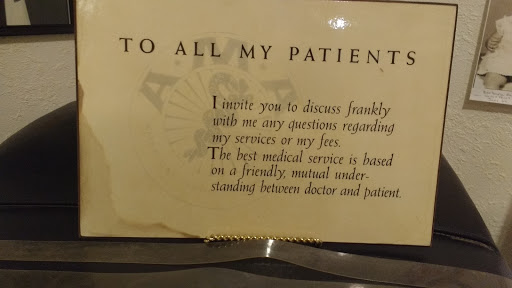 TO ALL MY PATIENTS
AMA
I invite you to discuss frankly
with me any questions regarding
my services or my fees.
The best medical service is based
on a friendly, mutual under-
standing between doctor and patient.